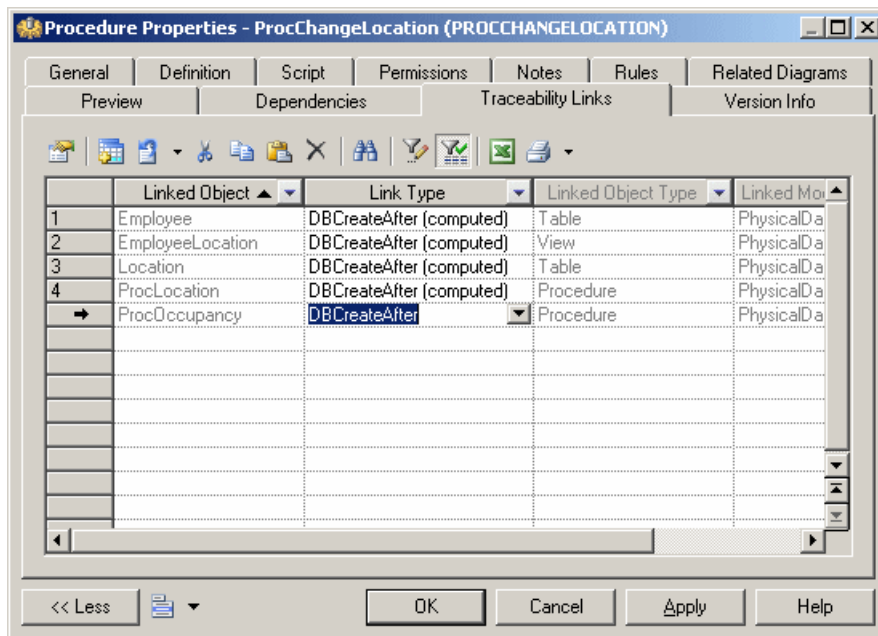 Procedure Properties - ProcChangeLocation (PROCCHANGELOCATION)
General Definition Script Permissions Notes Rules Related Diagrams
Preview Dependencies Traceability Links Version Info
Linked Object Link Type Linked Object Type Linked Mo
1 Employee DBCreateAfter (computed) Table PhysicalDa
2 EmployeeLocation DBCreateAfter (computed) View PhysicalDa
3 Location DBCreateAfter (computed) Table PhysicalDa
4 ProcLocation DBCreateAfter (computed) Procedure PhysicalDa
ProcOccupancy DBCreateAfter Procedure PhysicalDa
<< Less OK Cancel Apply Help